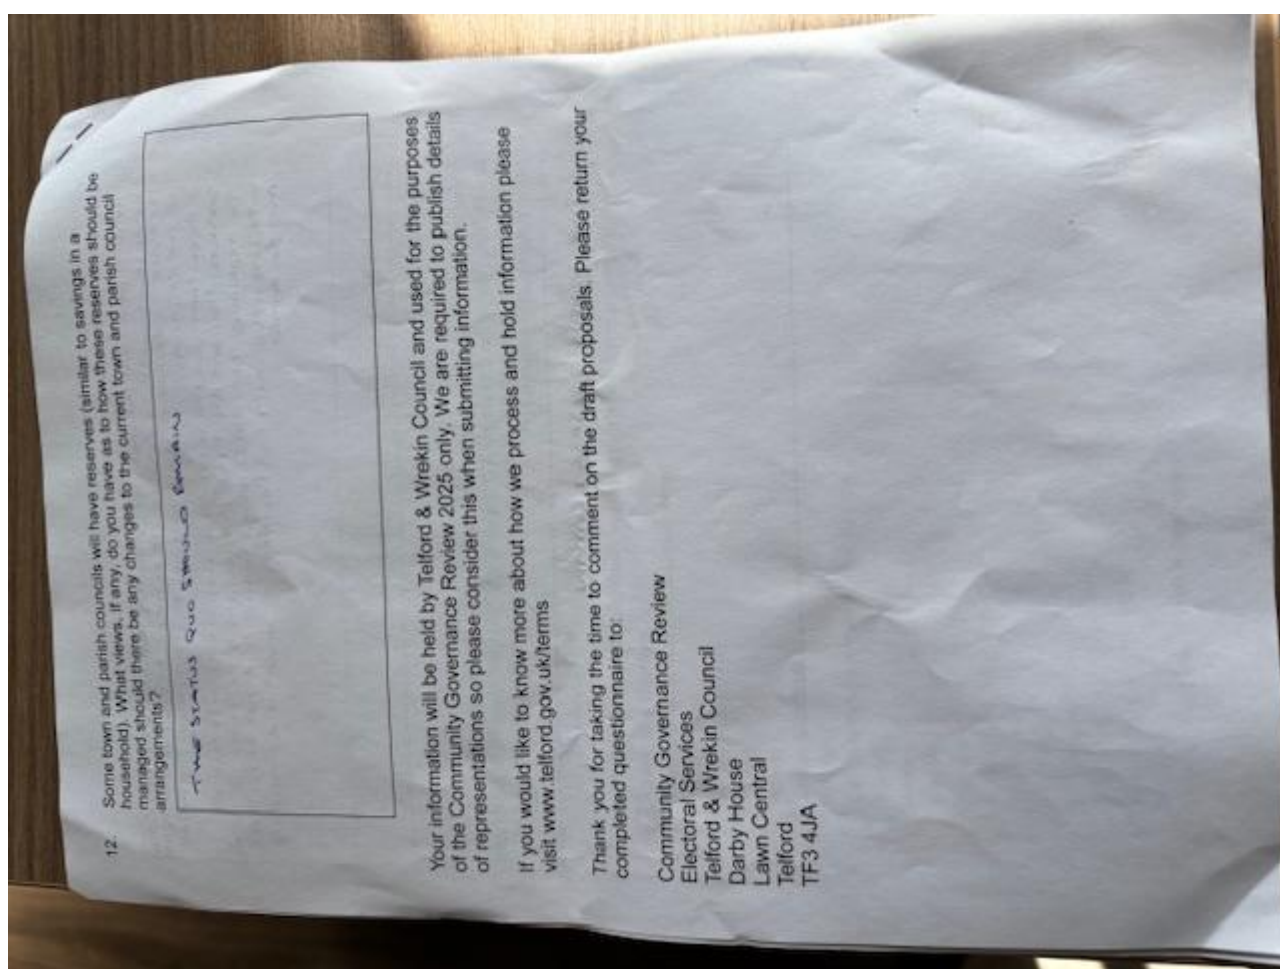 12. Some town and parish councils will have reserves (similar to savings in a
household). What views, if any, do you have as to how these reserves should be
managed should there be any changes to the current town and parish council
arrangements?
THE STATUS QUO SHOULD REMAIN
Your information will be held by Telford & Wrekin Council and used for the purposes
of the Community Governance Review 2025 only. We are required to publish details
of representations so please consider this when submitting information.
If you would like to know more about how we process and hold information please
visit www.telford.gov.uk/terms
Thank you for taking the time to comment on the draft proposals. Please return your
completed questionnaire to:
Community Governance Review
Electoral Services
Telford & Wrekin Council
Darby House
Lawn Central
Telford
TF3 4JA